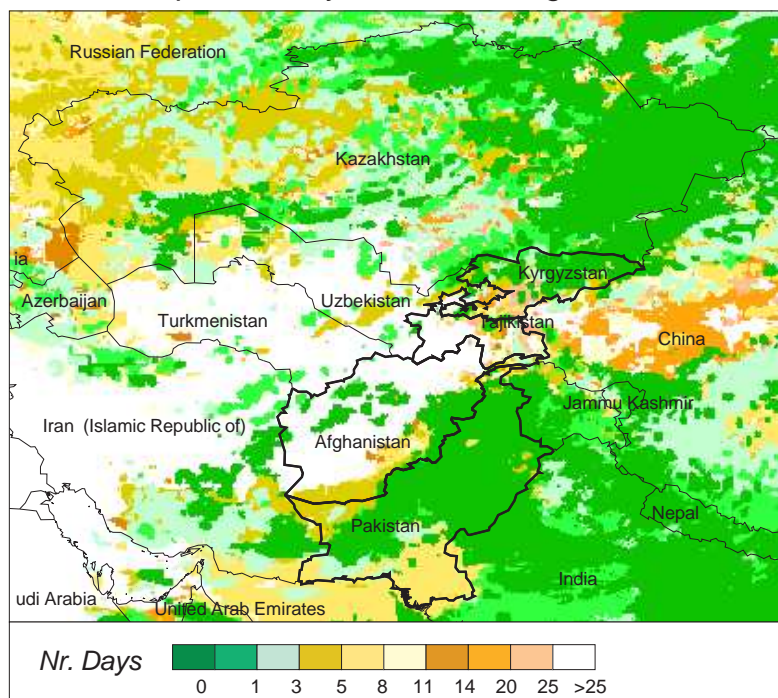 Russian Federation
Kazakhstan
ia
Kyrgyzstan
Azerbaijan
Uzbekistan
Turkmenistan
Tajikistan
China
Jammu Kashmir
Iran (Islamic Republic of)
Afghanistan
Nepal
Pakistan
India
udi Arabia
United Arab Emirates
Nr. Days
0 1 3 5 8 11 14 20 25 >25